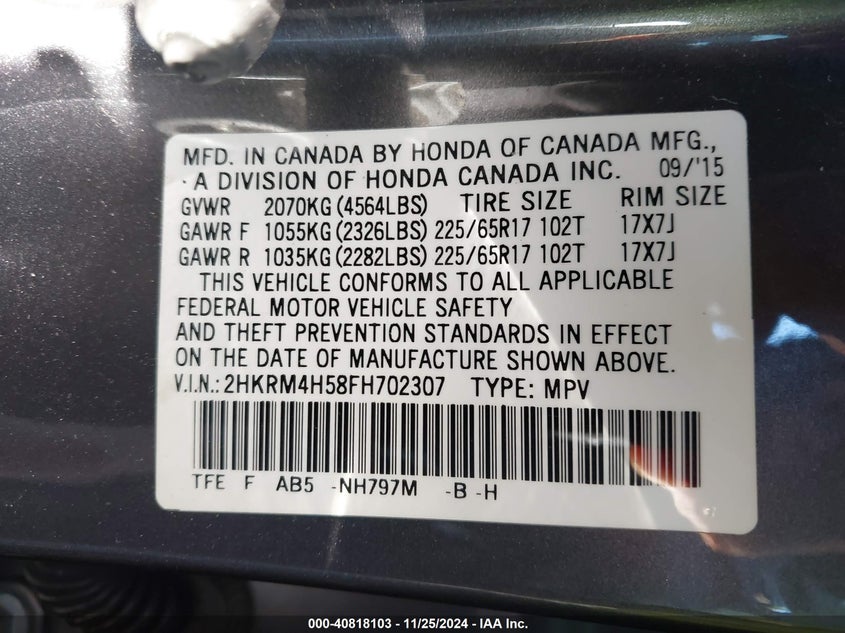 MFD. IN CANADA BY HONDA OF CANADA MFG.,
A DIVISION OF HONDA CANADA INC. 09/'15
GVWR 2070KG (4564LBS) TIRE SIZE RIM SIZE
GAWR F 1055KG (2326LBS) 225/65R17 102T 17X7J
GAWR R 1035KG (2282LBS) 225/65R17 102T 17X7J
THIS VEHICLE CONFORMS TO ALL APPLICABLE
FEDERAL MOTOR VEHICLE SAFETY
AND THEFT PREVENTION STANDARDS IN EFFECT
ON THE DATE OF MANUFACTURE SHOWN ABOVE.
V.I.N.: 2HKRM4H58FH702307 TYPE: MPV
TFE F AB5 -NH797M -B -H
000-40818103 - 11/25/2024 - IAA Inc.